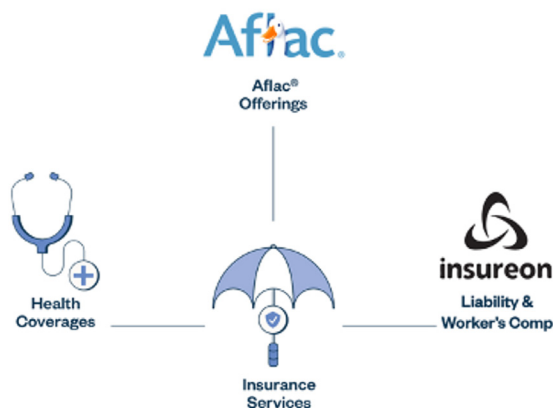 Aflac®
Aflac®
Offerings
Health
Coverages
insureon
Liability &
Worker's Comp
Insurance
Services